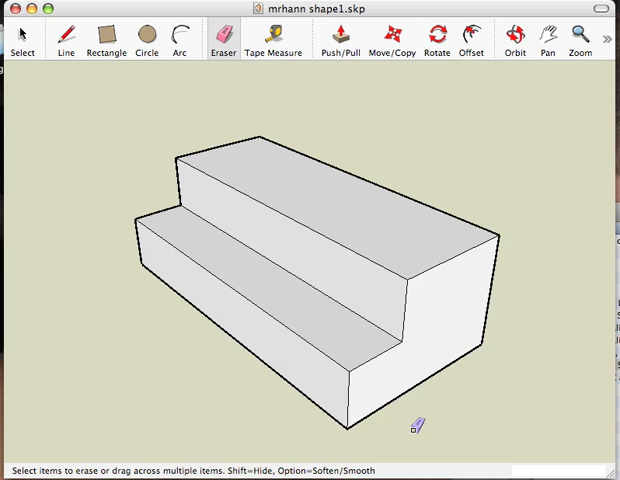 mrhann shape1.skp
Select Line Rectangle Circle Arc Eraser Tape Measure Push/Pull Move/Copy Rotate Offset Orbit Pan Zoom »
Select items to erase or drag across multiple items. Shift=Hide, Option=Soften/Smooth